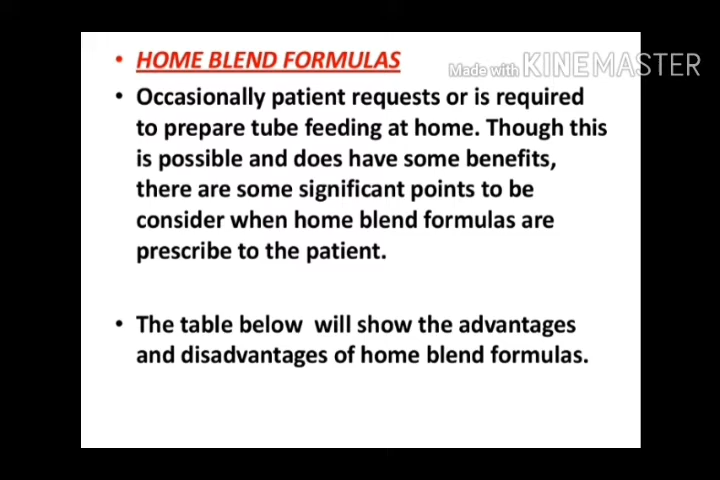 • HOME BLEND FORMULAS
Made with KINEMASTER
• Occasionally patient requests or is required
to prepare tube feeding at home. Though this
is possible and does have some benefits,
there are some significant points to be
consider when home blend formulas are
prescribe to the patient.
• The table below will show the advantages
and disadvantages of home blend formulas.